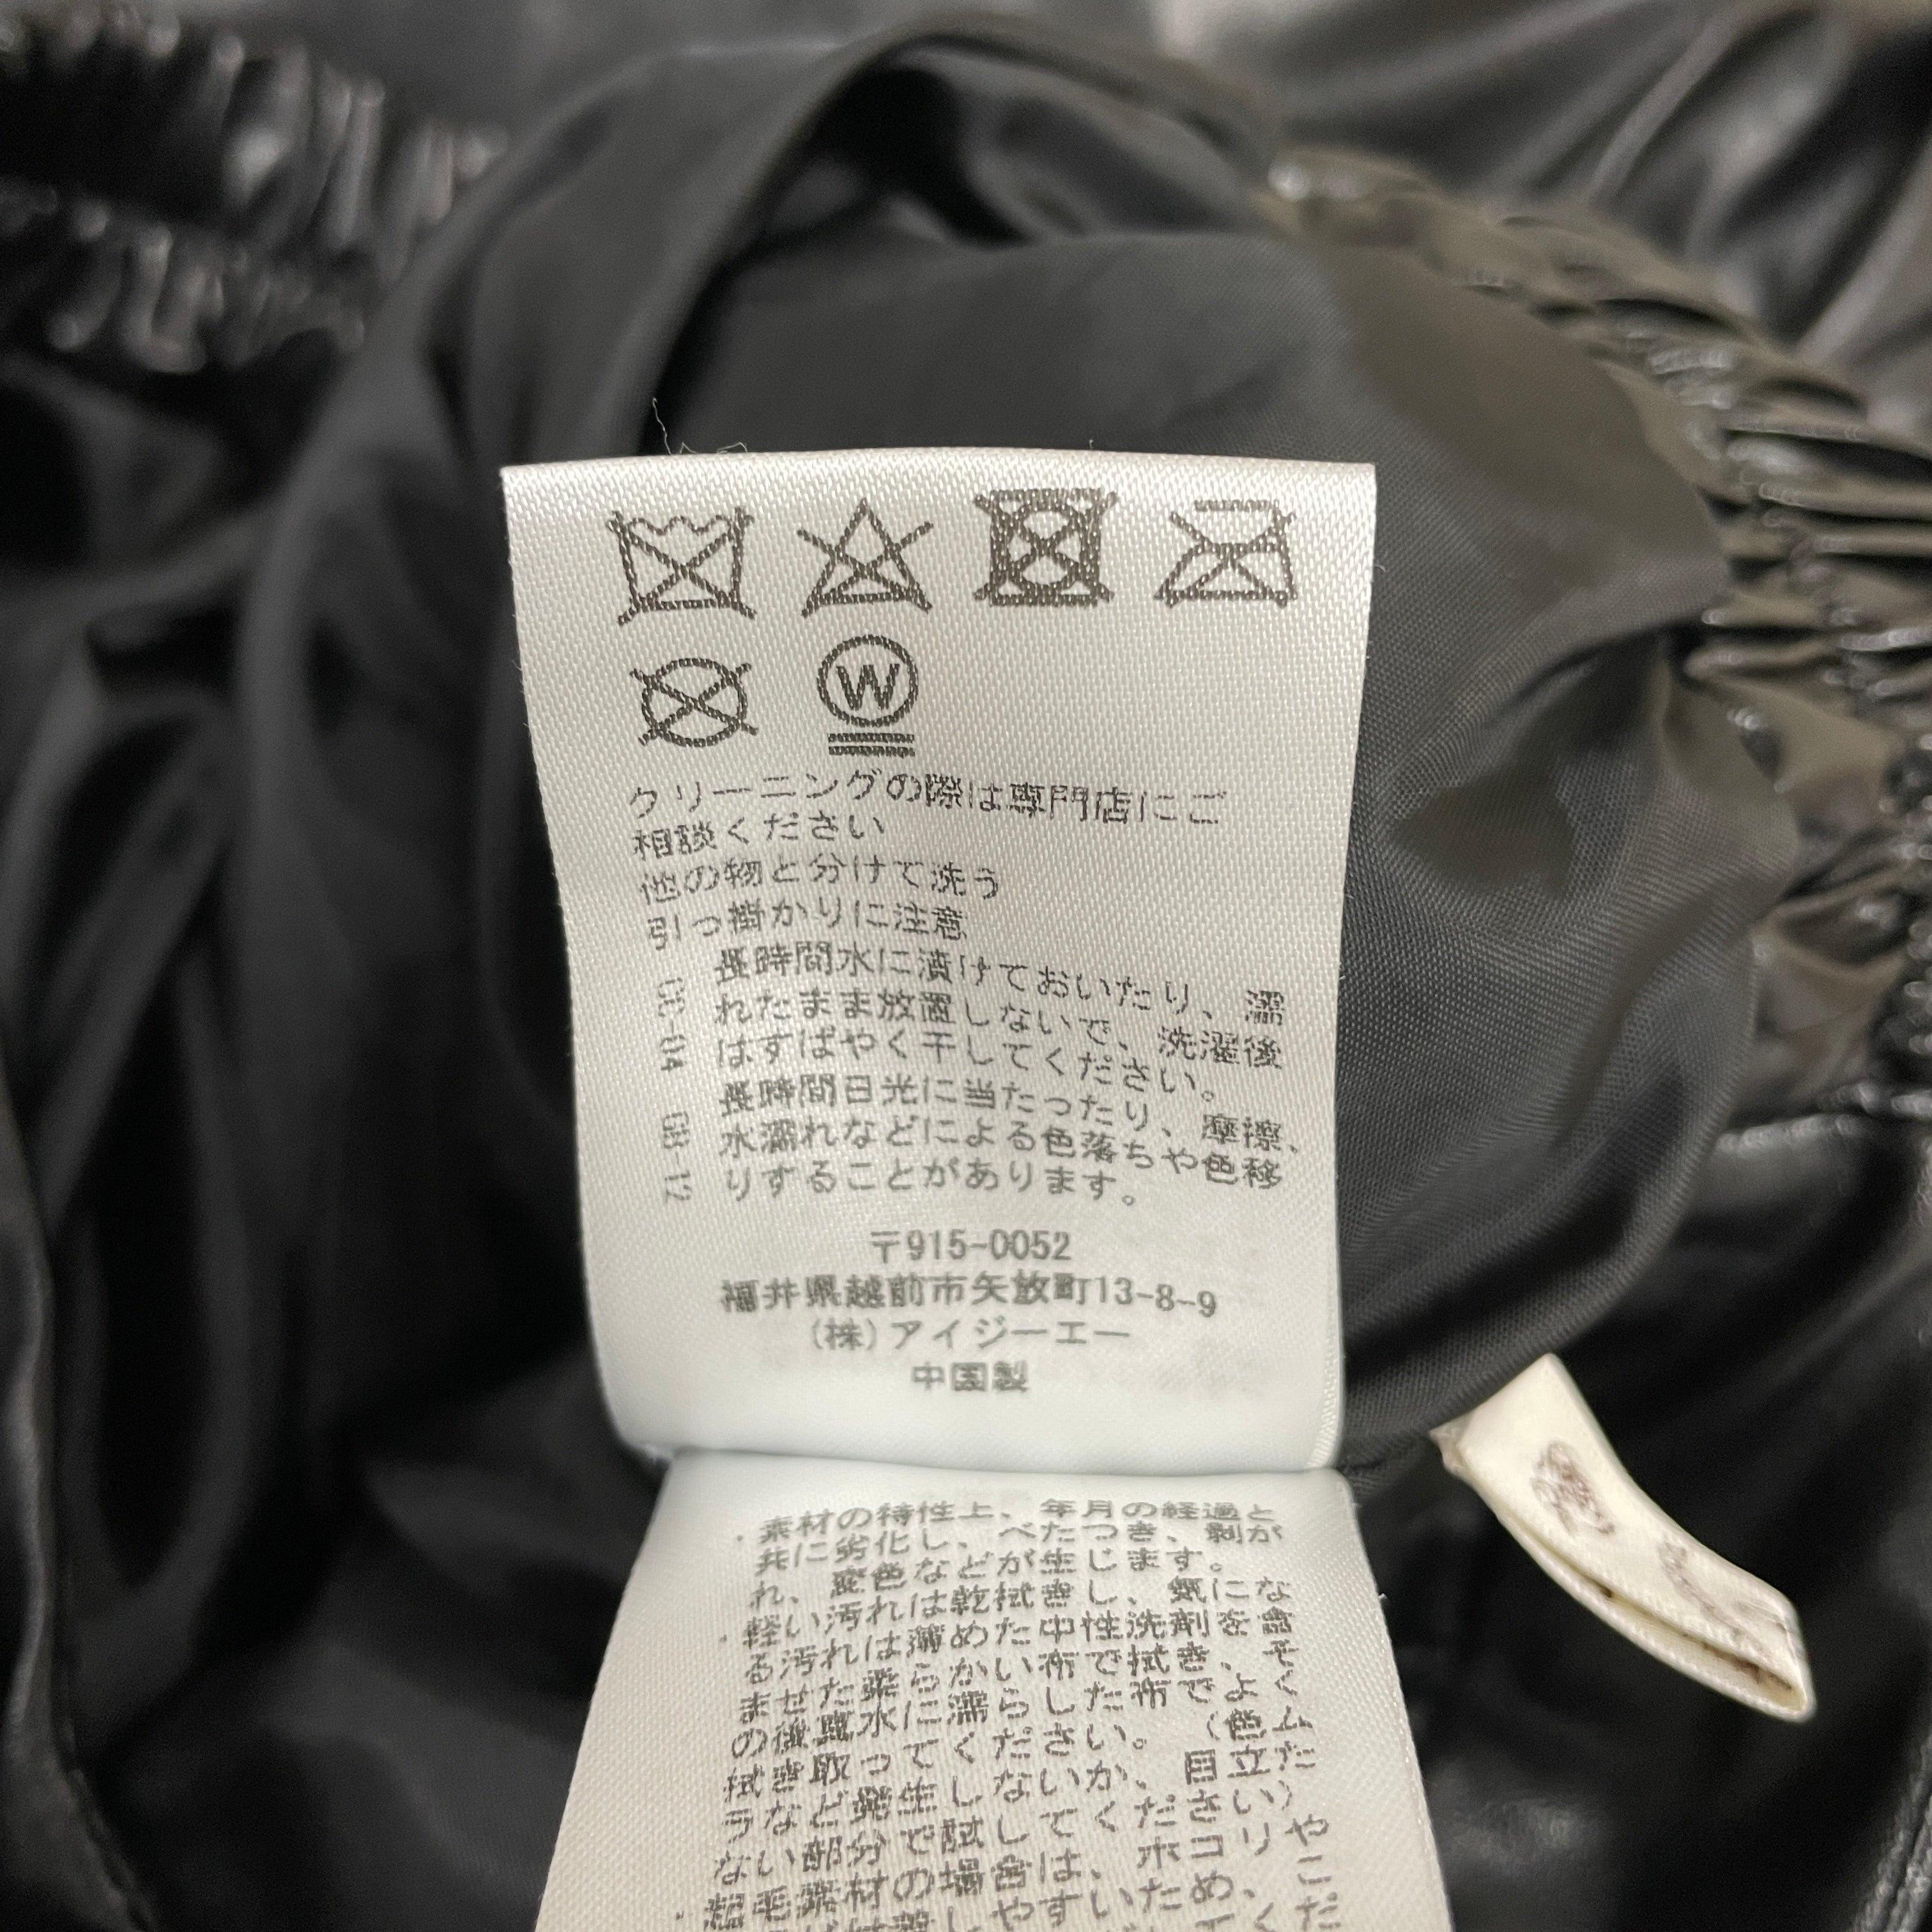 W
クリーニングの際は専門店にご
相談ください
他の物と分けて洗う
引っ掛かりに注意
長時間水に漬けておいたり、濡
れたまま放置しないで、洗濯後
はすばやく干してください。
長時間日光に当たったり、摩擦、
水濡れなどによる色落ちや色移
りすることがあります。
〒915-0052
福井県越前市矢放町13-8-9
(株)アイジーエー
中国製
・素材の特性上、年月の経過と
共に劣化し、べたつき、剥が
れ、変色などが生じます。
・軽い汚れは乾拭きし、気にな
る汚れは薄めた中性洗剤を含
ませた柔らかい布で拭き、そ
の後真水に濡らした布でよく
拭き取ってください。(色ム
ラなど発生しないか、目立た
ない部分で試してください)
・起毛素材の場合は、ホコリや